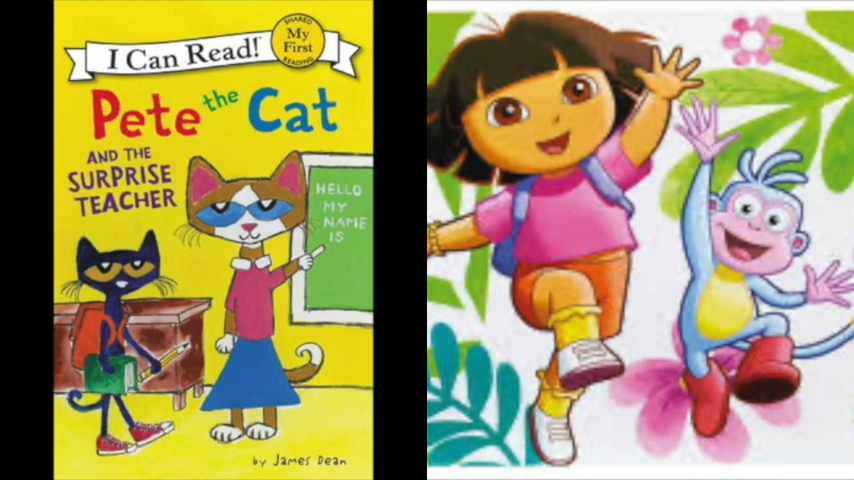 I Can Read!
SHARED
My
First
READING
Pete the Cat
AND THE
SURPRISE
TEACHER
HELLO
MY
NAME
IS
by James Dean